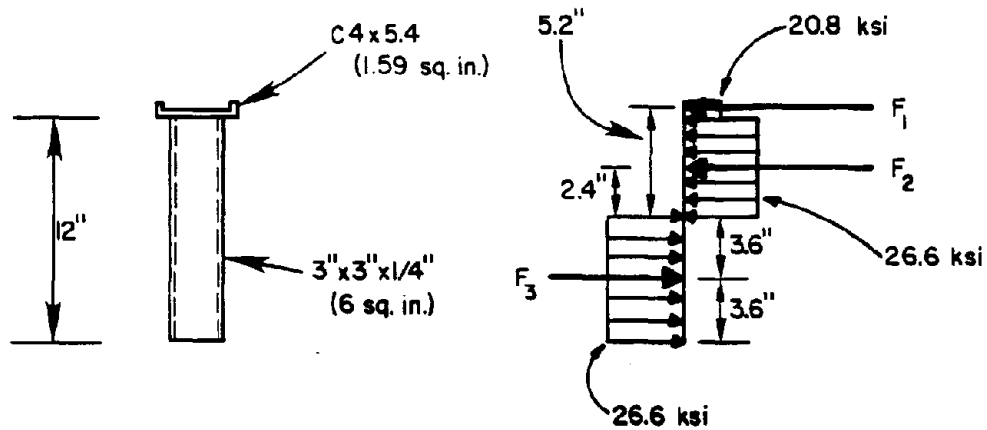 C4 x 5.4
(1.59 sq. in.)
12"
3"x3"x1/4"
(6 sq. in.)
5.2"
20.8 ksi
F1
2.4"
F2
3.6"
26.6 ksi
F3
3.6"
26.6 ksi